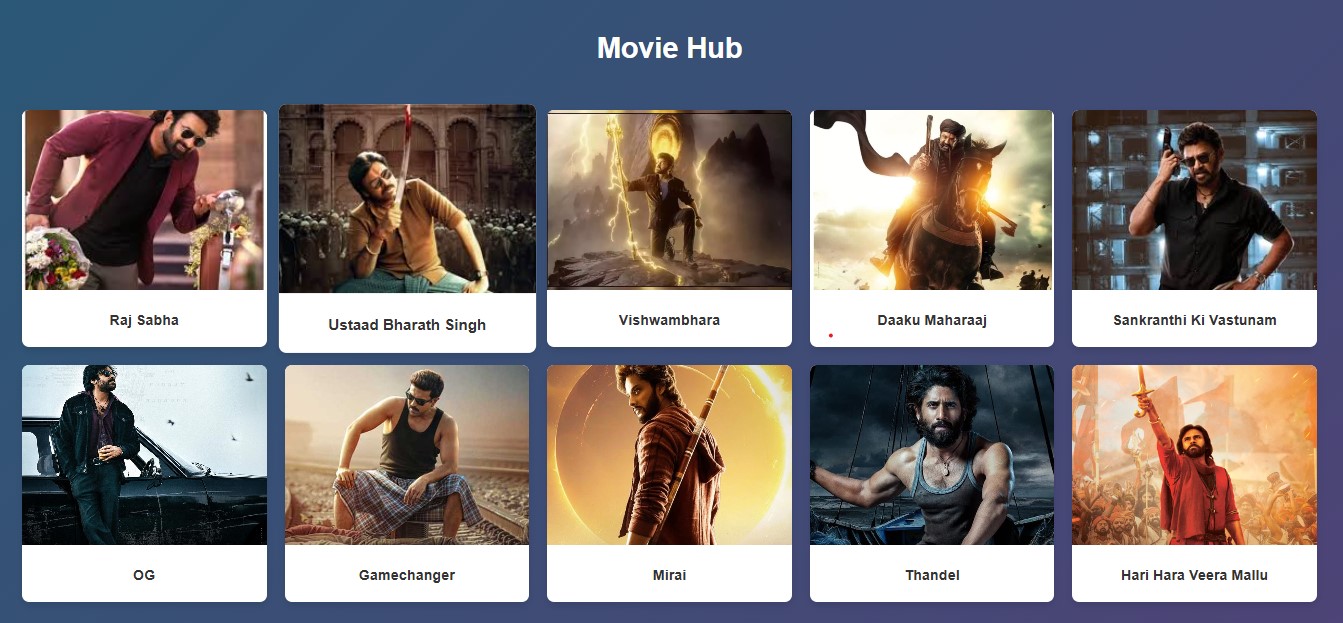 Movie Hub
Raj Sabha
Ustaad Bharath Singh
Vishwambhara
Daaku Maharaaj
Sankranthi Ki Vastunam
OG
Gamechanger
Mirai
Thandel
Hari Hara Veera Mallu